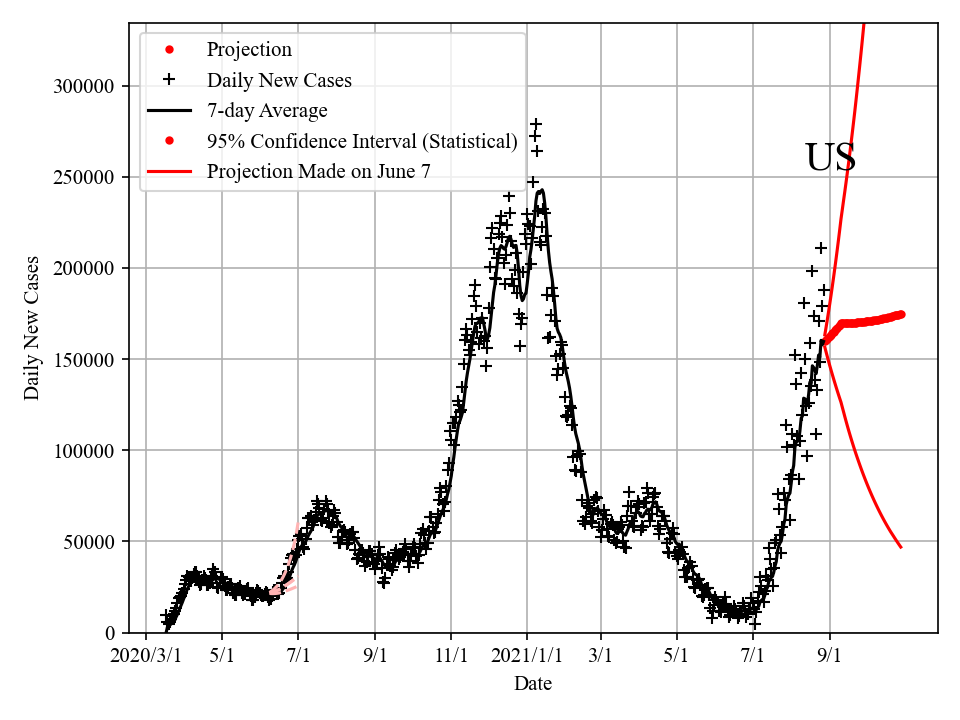 Projection
Daily New Cases
7-day Average
95% Confidence Interval (Statistical)
Projection Made on June 7
US
300000
250000
200000
150000
100000
50000
0
Daily New Cases
2020/3/1 5/1 7/1 9/1 11/1 2021/1/1 3/1 5/1 7/1 9/1
Date